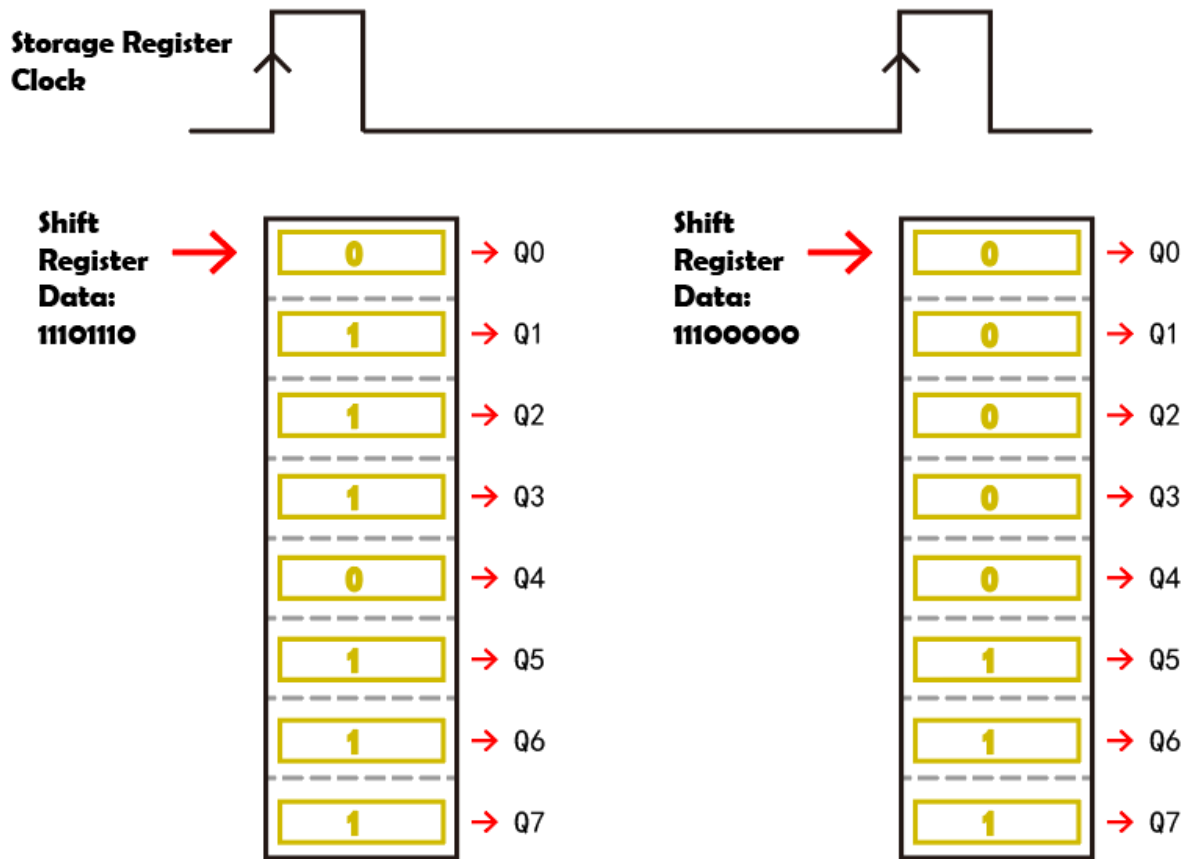 Storage Register
Clock
Shift
Register
Data:
11101110
0
Q0
1
Q1
1
Q2
1
Q3
0
Q4
1
Q5
1
Q6
1
Q7
Shift
Register
Data:
11100000
0
Q0
0
Q1
0
Q2
0
Q3
0
Q4
1
Q5
1
Q6
1
Q7